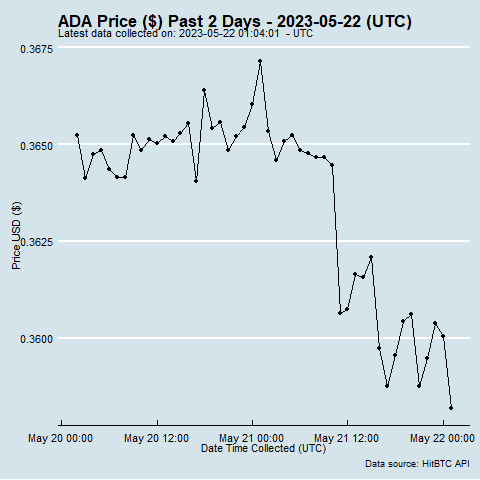 ADA Price ($) Past 2 Days - 2023-05-22 (UTC)
Latest data collected on: 2023-05-22 01:04:01 - UTC
0.3675
0.3650
0.3625
0.3600
Price USD ($)
May 20 00:00 May 20 12:00 May 21 00:00 May 21 12:00 May 22 00:00
Date Time Collected (UTC)
Data source: HitBTC API